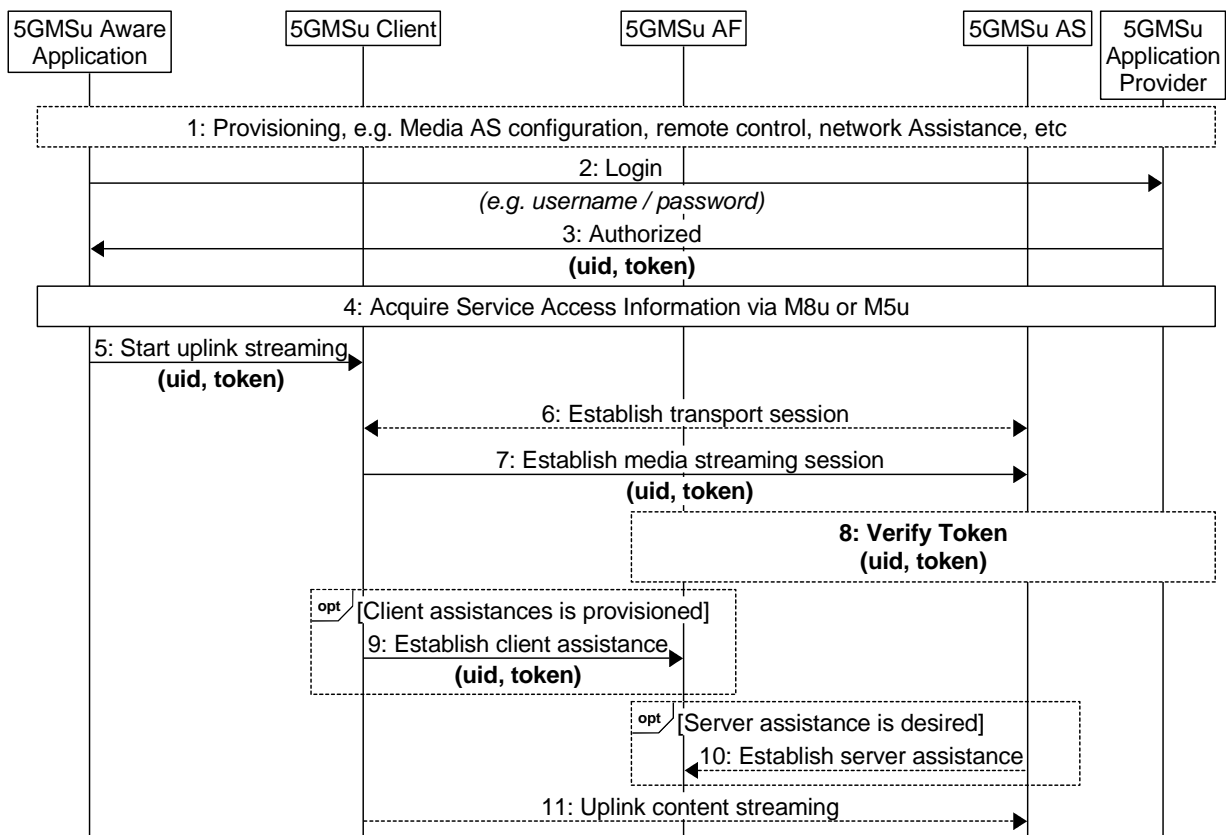 5GMSu Aware
Application
5GMSu Client
5GMSu AF
5GMSu AS
5GMSu
Application
Provider
1: Provisioning, e.g. Media AS configuration, remote control, network Assistance, etc
2: Login
(e.g. username / password)
3: Authorized
(uid, token)
4: Acquire Service Access Information via M8u or M5u
5: Start uplink streaming
(uid, token)
6: Establish transport session
7: Establish media streaming session
(uid, token)
8: Verify Token
(uid, token)
opt
[Client assistances is provisioned]
9: Establish client assistance
(uid, token)
opt
[Server assistance is desired]
10: Establish server assistance
11: Uplink content streaming